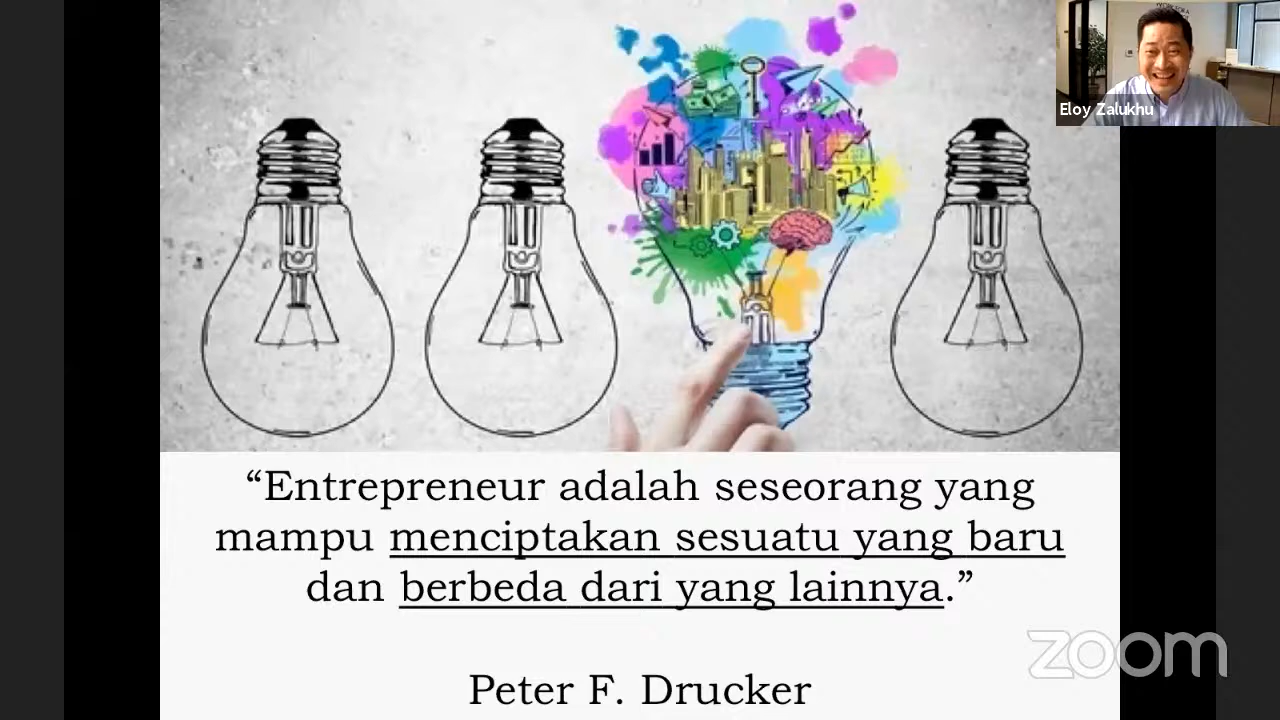 Eloy Zalukhu
“Entrepreneur adalah seseorang yang
mampu menciptakan sesuatu yang baru
dan berbeda dari yang lainnya.”
zoom
Peter F. Drucker